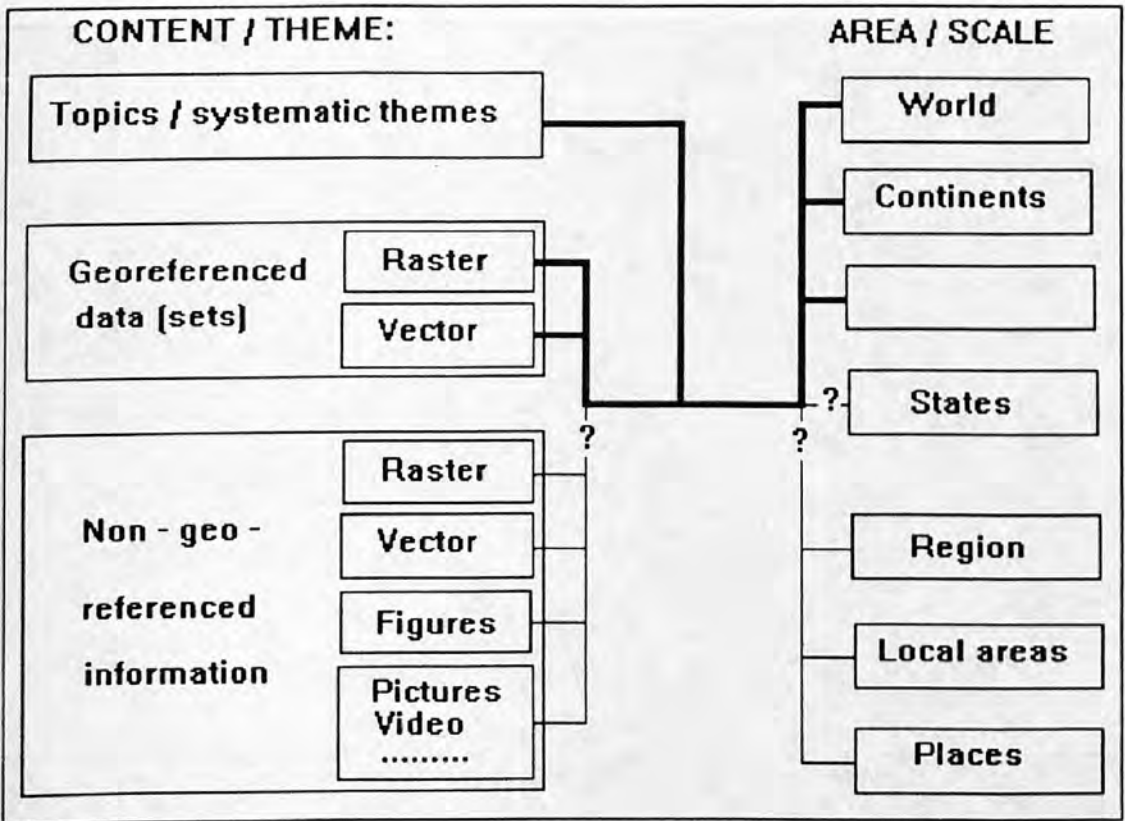 CONTENT / THEME:
Topics / systematic themes
Georeferenced
data (sets)
Raster
Vector
Non - geo -
referenced
information
Raster
Vector
Figures
Pictures
Video
.........
?
AREA / SCALE
World
Continents
?
States
?
Region
Local areas
Places